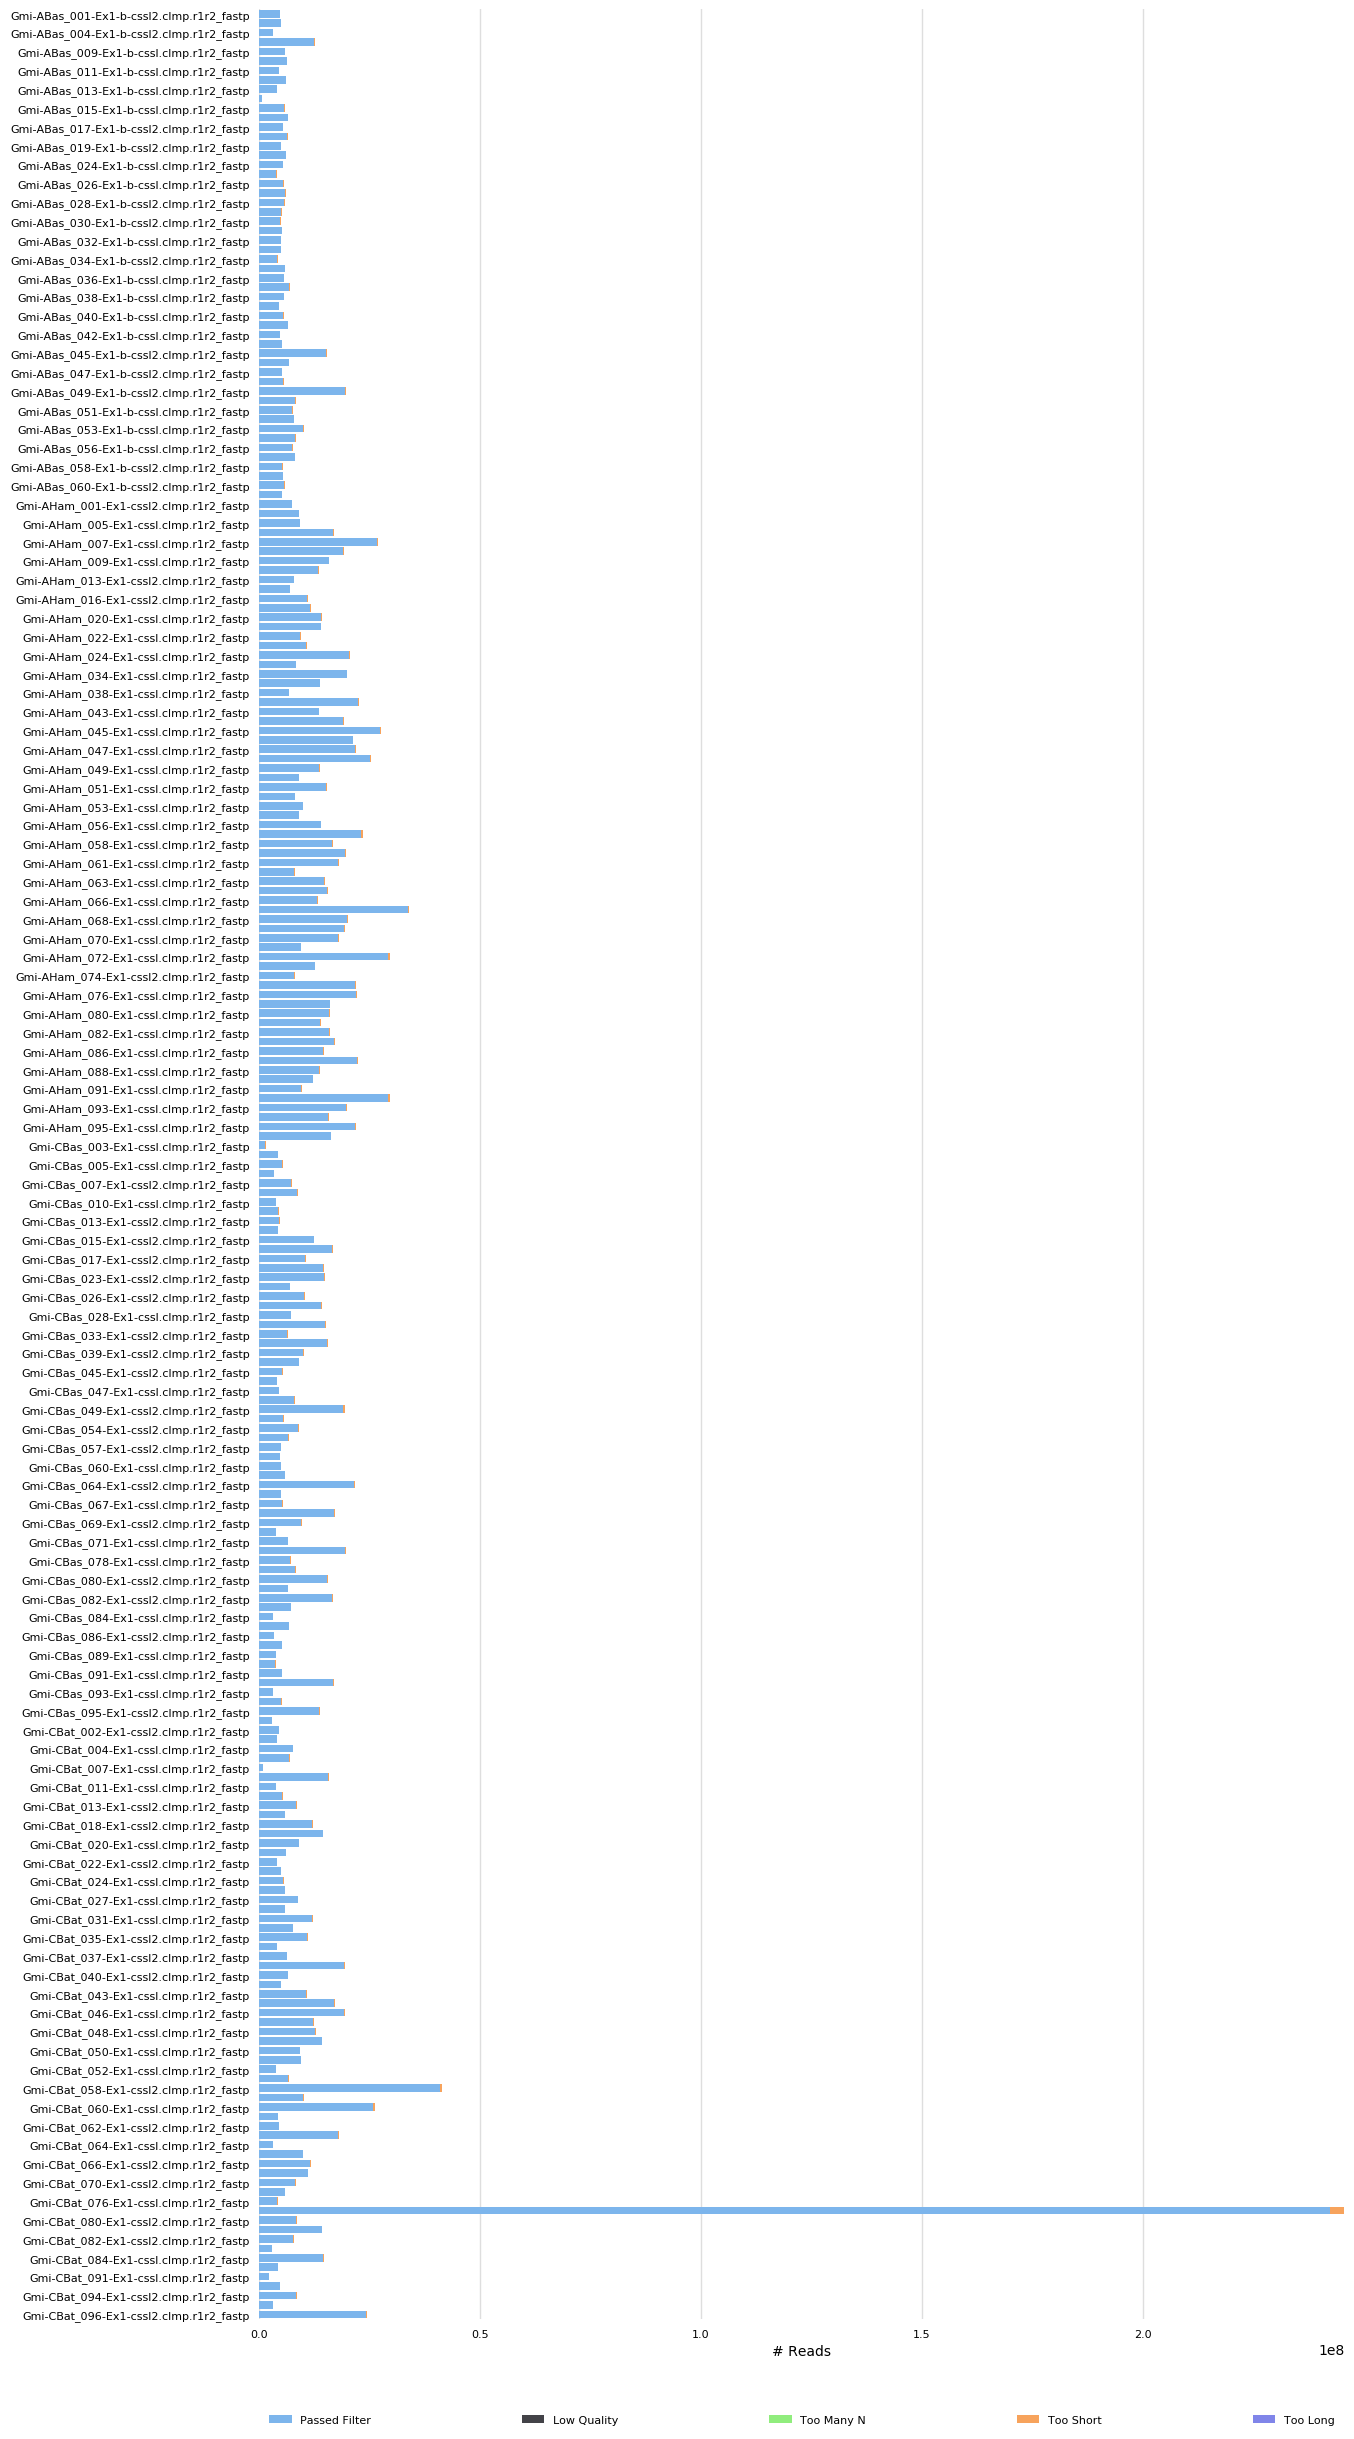 Gmi-ABas_001-Ex1-b-cssl2.clmp.r1r2_fastp
Gmi-ABas_004-Ex1-b-cssl2.clmp.r1r2_fastp
Gmi-ABas_009-Ex1-b-cssl.clmp.r1r2_fastp
Gmi-ABas_011-Ex1-b-cssl.clmp.r1r2_fastp
Gmi-ABas_013-Ex1-b-cssl.clmp.r1r2_fastp
Gmi-ABas_015-Ex1-b-cssl2.clmp.r1r2_fastp
Gmi-ABas_017-Ex1-b-cssl.clmp.r1r2_fastp
Gmi-ABas_019-Ex1-b-cssl.clmp.r1r2_fastp
Gmi-ABas_024-Ex1-b-cssl.clmp.r1r2_fastp
Gmi-ABas_026-Ex1-b-cssl.clmp.r1r2_fastp
Gmi-ABas_028-Ex1-b-cssl2.clmp.r1r2_fastp
Gmi-ABas_030-Ex1-b-cssl2.clmp.r1r2_fastp
Gmi-ABas_032-Ex1-b-cssl.clmp.r1r2_fastp
Gmi-ABas_034-Ex1-b-cssl2.clmp.r1r2_fastp
Gmi-ABas_036-Ex1-b-cssl.clmp.r1r2_fastp
Gmi-ABas_038-Ex1-b-cssl.clmp.r1r2_fastp
Gmi-ABas_040-Ex1-b-cssl.clmp.r1r2_fastp
Gmi-ABas_042-Ex1-b-cssl.clmp.r1r2_fastp
Gmi-ABas_045-Ex1-b-cssl2.clmp.r1r2_fastp
Gmi-ABas_047-Ex1-b-cssl.clmp.r1r2_fastp
Gmi-ABas_049-Ex1-b-cssl2.clmp.r1r2_fastp
Gmi-ABas_051-Ex1-b-cssl.clmp.r1r2_fastp
Gmi-ABas_053-Ex1-b-cssl.clmp.r1r2_fastp
Gmi-ABas_056-Ex1-b-cssl.clmp.r1r2_fastp
Gmi-ABas_058-Ex1-b-cssl2.clmp.r1r2_fastp
Gmi-ABas_060-Ex1-b-cssl2.clmp.r1r2_fastp
Gmi-AHam_001-Ex1-cssl2.clmp.r1r2_fastp
Gmi-AHam_005-Ex1-cssl.clmp.r1r2_fastp
Gmi-AHam_007-Ex1-cssl.clmp.r1r2_fastp
Gmi-AHam_009-Ex1-cssl.clmp.r1r2_fastp
Gmi-AHam_013-Ex1-cssl2.clmp.r1r2_fastp
Gmi-AHam_016-Ex1-cssl2.clmp.r1r2_fastp
Gmi-AHam_020-Ex1-cssl.clmp.r1r2_fastp
Gmi-AHam_022-Ex1-cssl.clmp.r1r2_fastp
Gmi-AHam_024-Ex1-cssl.clmp.r1r2_fastp
Gmi-AHam_034-Ex1-cssl.clmp.r1r2_fastp
Gmi-AHam_038-Ex1-cssl.clmp.r1r2_fastp
Gmi-AHam_043-Ex1-cssl.clmp.r1r2_fastp
Gmi-AHam_045-Ex1-cssl.clmp.r1r2_fastp
Gmi-AHam_047-Ex1-cssl.clmp.r1r2_fastp
Gmi-AHam_049-Ex1-cssl.clmp.r1r2_fastp
Gmi-AHam_051-Ex1-cssl.clmp.r1r2_fastp
Gmi-AHam_053-Ex1-cssl.clmp.r1r2_fastp
Gmi-AHam_056-Ex1-cssl.clmp.r1r2_fastp
Gmi-AHam_058-Ex1-cssl.clmp.r1r2_fastp
Gmi-AHam_061-Ex1-cssl.clmp.r1r2_fastp
Gmi-AHam_063-Ex1-cssl.clmp.r1r2_fastp
Gmi-AHam_066-Ex1-cssl.clmp.r1r2_fastp
Gmi-AHam_068-Ex1-cssl.clmp.r1r2_fastp
Gmi-AHam_070-Ex1-cssl.clmp.r1r2_fastp
Gmi-AHam_072-Ex1-cssl.clmp.r1r2_fastp
Gmi-AHam_074-Ex1-cssl2.clmp.r1r2_fastp
Gmi-AHam_076-Ex1-cssl.clmp.r1r2_fastp
Gmi-AHam_080-Ex1-cssl.clmp.r1r2_fastp
Gmi-AHam_082-Ex1-cssl.clmp.r1r2_fastp
Gmi-AHam_086-Ex1-cssl.clmp.r1r2_fastp
Gmi-AHam_088-Ex1-cssl.clmp.r1r2_fastp
Gmi-AHam_091-Ex1-cssl.clmp.r1r2_fastp
Gmi-AHam_093-Ex1-cssl.clmp.r1r2_fastp
Gmi-AHam_095-Ex1-cssl.clmp.r1r2_fastp
Gmi-CBas_003-Ex1-cssl.clmp.r1r2_fastp
Gmi-CBas_005-Ex1-cssl.clmp.r1r2_fastp
Gmi-CBas_007-Ex1-cssl2.clmp.r1r2_fastp
Gmi-CBas_010-Ex1-cssl.clmp.r1r2_fastp
Gmi-CBas_013-Ex1-cssl2.clmp.r1r2_fastp
Gmi-CBas_015-Ex1-cssl2.clmp.r1r2_fastp
Gmi-CBas_017-Ex1-cssl2.clmp.r1r2_fastp
Gmi-CBas_023-Ex1-cssl2.clmp.r1r2_fastp
Gmi-CBas_026-Ex1-cssl2.clmp.r1r2_fastp
Gmi-CBas_028-Ex1-cssl.clmp.r1r2_fastp
Gmi-CBas_033-Ex1-cssl2.clmp.r1r2_fastp
Gmi-CBas_039-Ex1-cssl2.clmp.r1r2_fastp
Gmi-CBas_045-Ex1-cssl2.clmp.r1r2_fastp
Gmi-CBas_047-Ex1-cssl.clmp.r1r2_fastp
Gmi-CBas_049-Ex1-cssl2.clmp.r1r2_fastp
Gmi-CBas_054-Ex1-cssl2.clmp.r1r2_fastp
Gmi-CBas_057-Ex1-cssl2.clmp.r1r2_fastp
Gmi-CBas_060-Ex1-cssl.clmp.r1r2_fastp
Gmi-CBas_064-Ex1-cssl2.clmp.r1r2_fastp
Gmi-CBas_067-Ex1-cssl.clmp.r1r2_fastp
Gmi-CBas_069-Ex1-cssl2.clmp.r1r2_fastp
Gmi-CBas_071-Ex1-cssl.clmp.r1r2_fastp
Gmi-CBas_078-Ex1-cssl.clmp.r1r2_fastp
Gmi-CBas_080-Ex1-cssl2.clmp.r1r2_fastp
Gmi-CBas_082-Ex1-cssl2.clmp.r1r2_fastp
Gmi-CBas_084-Ex1-cssl.clmp.r1r2_fastp
Gmi-CBas_086-Ex1-cssl2.clmp.r1r2_fastp
Gmi-CBas_089-Ex1-cssl.clmp.r1r2_fastp
Gmi-CBas_091-Ex1-cssl.clmp.r1r2_fastp
Gmi-CBas_093-Ex1-cssl.clmp.r1r2_fastp
Gmi-CBas_095-Ex1-cssl2.clmp.r1r2_fastp
Gmi-CBat_002-Ex1-cssl2.clmp.r1r2_fastp
Gmi-CBat_004-Ex1-cssl.clmp.r1r2_fastp
Gmi-CBat_007-Ex1-cssl.clmp.r1r2_fastp
Gmi-CBat_011-Ex1-cssl.clmp.r1r2_fastp
Gmi-CBat_013-Ex1-cssl2.clmp.r1r2_fastp
Gmi-CBat_018-Ex1-cssl2.clmp.r1r2_fastp
Gmi-CBat_020-Ex1-cssl.clmp.r1r2_fastp
Gmi-CBat_022-Ex1-cssl2.clmp.r1r2_fastp
Gmi-CBat_024-Ex1-cssl.clmp.r1r2_fastp
Gmi-CBat_027-Ex1-cssl.clmp.r1r2_fastp
Gmi-CBat_031-Ex1-cssl.clmp.r1r2_fastp
Gmi-CBat_035-Ex1-cssl.clmp.r1r2_fastp
Gmi-CBat_037-Ex1-cssl2.clmp.r1r2_fastp
Gmi-CBat_040-Ex1-cssl2.clmp.r1r2_fastp
Gmi-CBat_043-Ex1-cssl.clmp.r1r2_fastp
Gmi-CBat_046-Ex1-cssl.clmp.r1r2_fastp
Gmi-CBat_048-Ex1-cssl.clmp.r1r2_fastp
Gmi-CBat_050-Ex1-cssl.clmp.r1r2_fastp
Gmi-CBat_052-Ex1-cssl.clmp.r1r2_fastp
Gmi-CBat_058-Ex1-cssl2.clmp.r1r2_fastp
Gmi-CBat_060-Ex1-cssl2.clmp.r1r2_fastp
Gmi-CBat_062-Ex1-cssl2.clmp.r1r2_fastp
Gmi-CBat_064-Ex1-cssl.clmp.r1r2_fastp
Gmi-CBat_066-Ex1-cssl2.clmp.r1r2_fastp
Gmi-CBat_070-Ex1-cssl2.clmp.r1r2_fastp
Gmi-CBat_076-Ex1-cssl.clmp.r1r2_fastp
Gmi-CBat_080-Ex1-cssl2.clmp.r1r2_fastp
Gmi-CBat_082-Ex1-cssl.clmp.r1r2_fastp
Gmi-CBat_084-Ex1-cssl.clmp.r1r2_fastp
Gmi-CBat_091-Ex1-cssl.clmp.r1r2_fastp
Gmi-CBat_094-Ex1-cssl2.clmp.r1r2_fastp
Gmi-CBat_096-Ex1-cssl2.clmp.r1r2_fastp
0.0 0.5 1.0 1.5 2.0
# Reads 1e8
Passed Filter Low Quality Too Many N Too Short Too Long